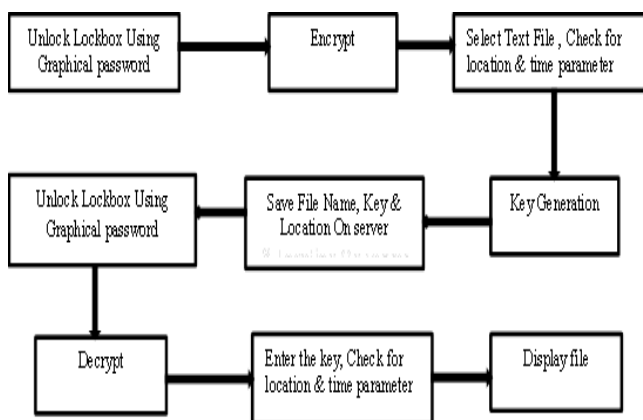 Unlock Lockbox Using
Graphical password
Encrypt
Select Text File , Check for
location & time parameter
Key Generation
Save File Name, Key &
Location On server
Unlock Lockbox Using
Graphical password
Decrypt
Enter the key, Check for
location & time parameter
Display file